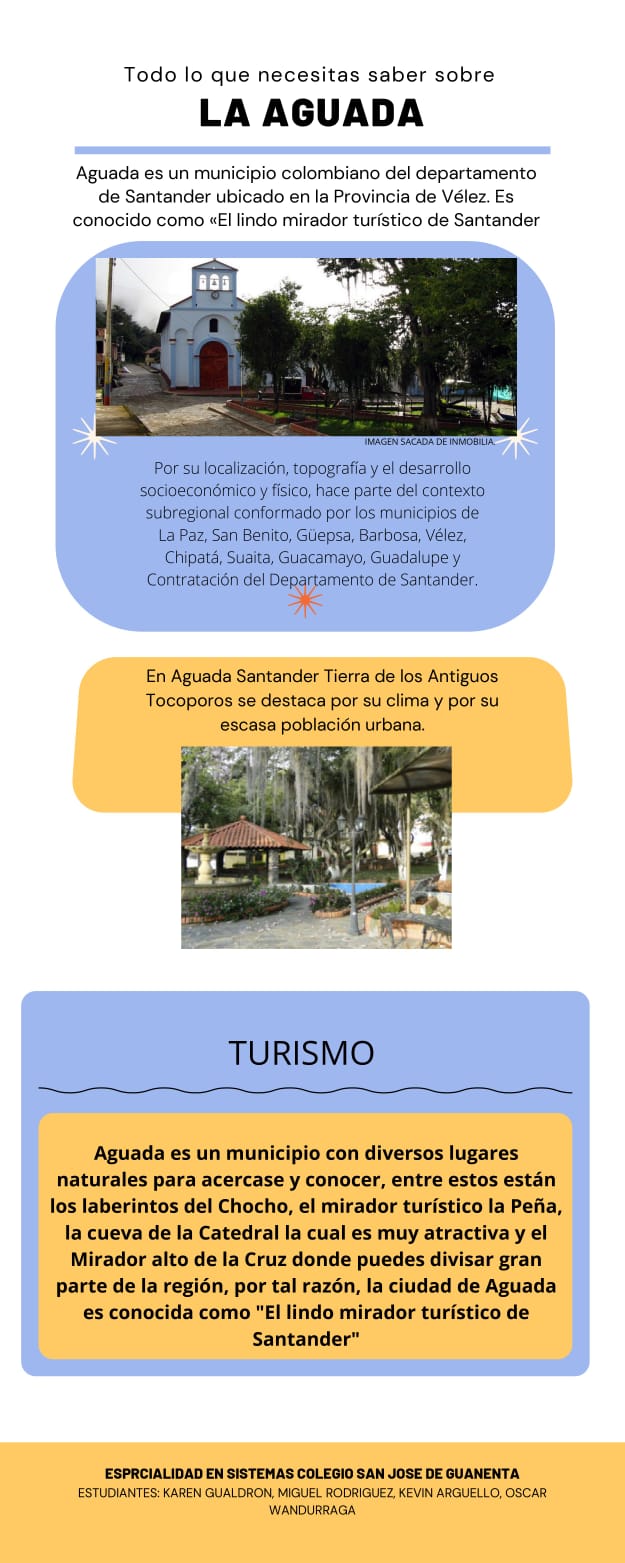 Todo lo que necesitas saber sobre
LA AGUADA
Aguada es un municipio colombiano del departamento
de Santander ubicado en la Provincia de Vélez. Es
conocido como «El lindo mirador turístico de Santander
IMAGEN SACADA DE INMOBILIA.
Por su localización, topografía y el desarrollo
socioeconómico y físico, hace parte del contexto
subregional conformado por los municipios de
La Paz, San Benito, Güepsa, Barbosa, Vélez,
Chipatá, Suaita, Guacamayo, Guadalupe y
Contratación del Departamento de Santander.
En Aguada Santander Tierra de los Antiguos
Tocoporos se destaca por su clima y por su
escasa población urbana.
TURISMO
Aguada es un municipio con diversos lugares
naturales para acercase y conocer, entre estos están
los laberintos del Chocho, el mirador turístico la Peña,
la cueva de la Catedral la cual es muy atractiva y el
Mirador alto de la Cruz donde puedes divisar gran
parte de la región, por tal razón, la ciudad de Aguada
es conocida como "El lindo mirador turístico de
Santander"
ESPRCIALIDAD EN SISTEMAS COLEGIO SAN JOSE DE GUANENTA
ESTUDIANTES: KAREN GUALDRON, MIGUEL RODRIGUEZ, KEVIN ARGUELLO, OSCAR
WANDURRAGA